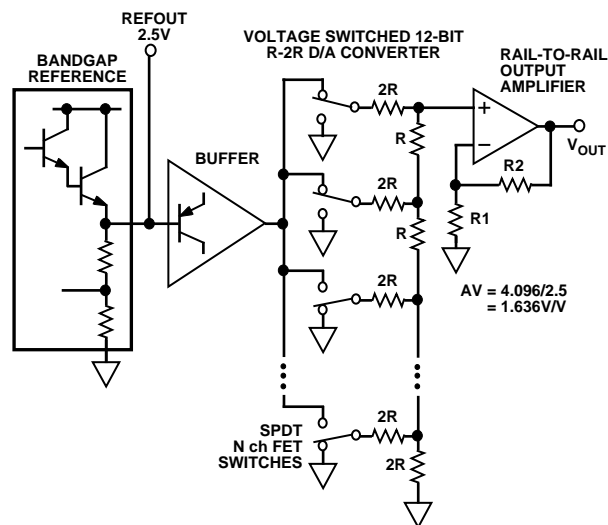 REFOUT
2.5V
BANDGAP
REFERENCE
VOLTAGE SWITCHED 12-BIT
R-2R D/A CONVERTER
RAIL-TO-RAIL
OUTPUT
AMPLIFIER
BUFFER
2R
R
2R
R
2R
2R
2R
+
–
R2
R1
VOUT
AV = 4.096/2.5
= 1.636V/V
SPDT
N ch FET
SWITCHES